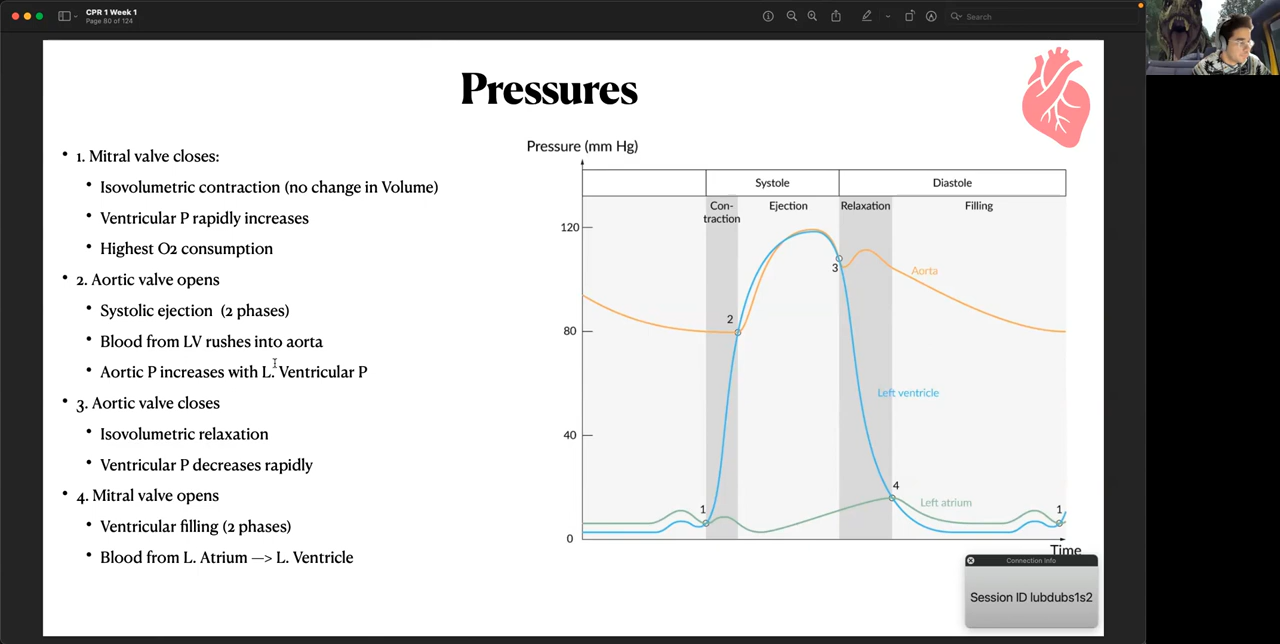 CPR 1 Week 1
Page 80 of 124
Search
Pressures
• 1. Mitral valve closes:
• Isovolumetric contraction (no change in Volume)
• Ventricular P rapidly increases
• Highest O2 consumption
• 2. Aortic valve opens
• Systolic ejection (2 phases)
• Blood from LV rushes into aorta
• Aortic P increases with L. Ventricular P
• 3. Aortic valve closes
• Isovolumetric relaxation
• Ventricular P decreases rapidly
• 4. Mitral valve opens
• Ventricular filling (2 phases)
• Blood from L. Atrium —> L. Ventricle
Pressure (mm Hg)
Systole
Diastole
Con-
traction
Ejection
Relaxation
Filling
120
80
40
0
1
2
3
4
1
Aorta
Left ventricle
Left atrium
Time
Connection Info
Session ID lubdubs1s2